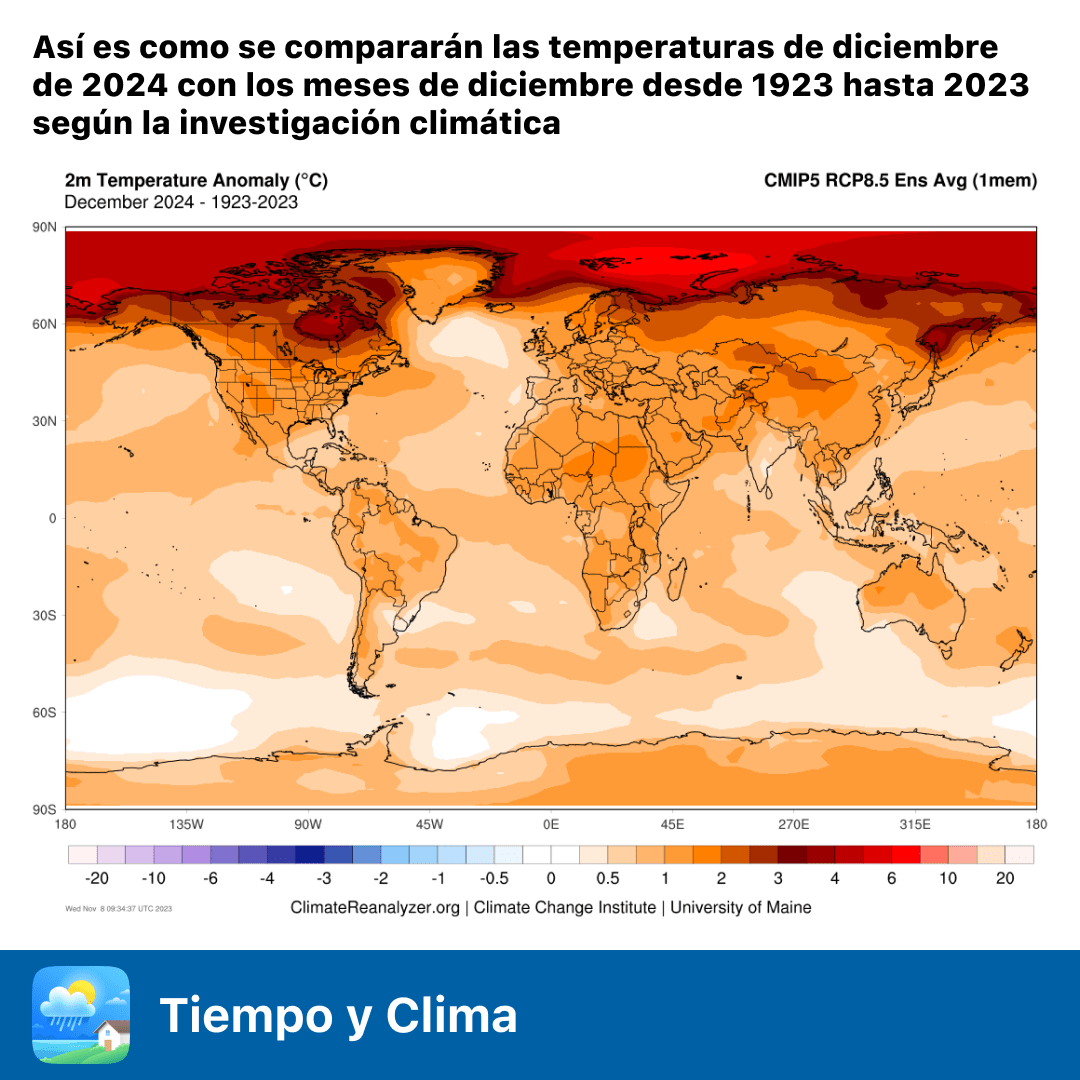 Así es como se compararán las temperaturas de diciembre
de 2024 con los meses de diciembre desde 1923 hasta 2023
según la investigación climática
2m Temperature Anomaly (°C)
CMIP5 RCP8.5 Ens Avg (1mem)
December 2024 - 1923-2023
90N
60N
30N
0
30S
60S
90S
180 135W 90W 45W 0E 45E 270E 315E 180
-20 -10 -6 -4 -3 -2 -1 -0.5 0 0.5 1 2 3 4 6 10 20
Wed Nov 8 09:34:37 UTC 2023
ClimateReanalyzer.org | Climate Change Institute | University of Maine
Tiempo y Clima